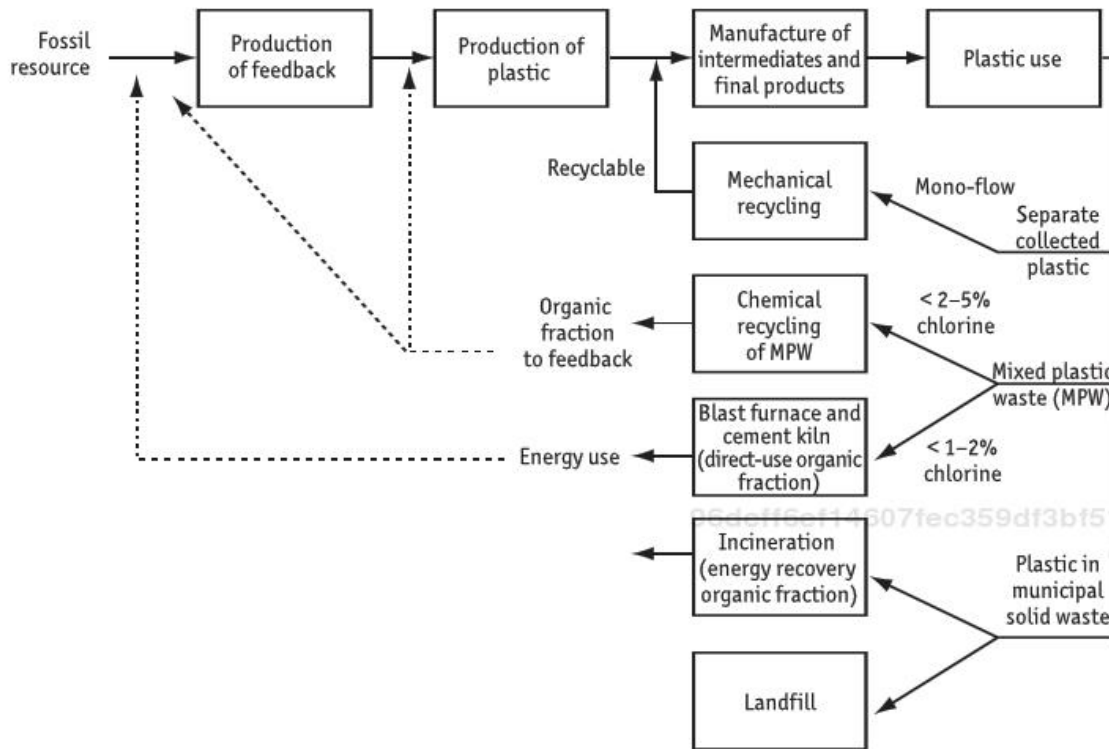 Fossil
resource
Production
of feedback
Production of
plastic
Manufacture of
intermediates and
final products
Plastic use
Recyclable
Mechanical
recycling
Mono-flow
Separate
collected
plastic
Organic
fraction
to feedback
Chemical
recycling
of MPW
< 2–5%
chlorine
Mixed plastic
waste (MPW)
Energy use
Blast furnace and
cement kiln
(direct-use organic
fraction)
< 1–2%
chlorine
Incineration
(energy recovery
organic fraction)
Plastic in
municipal
solid waste
Landfill